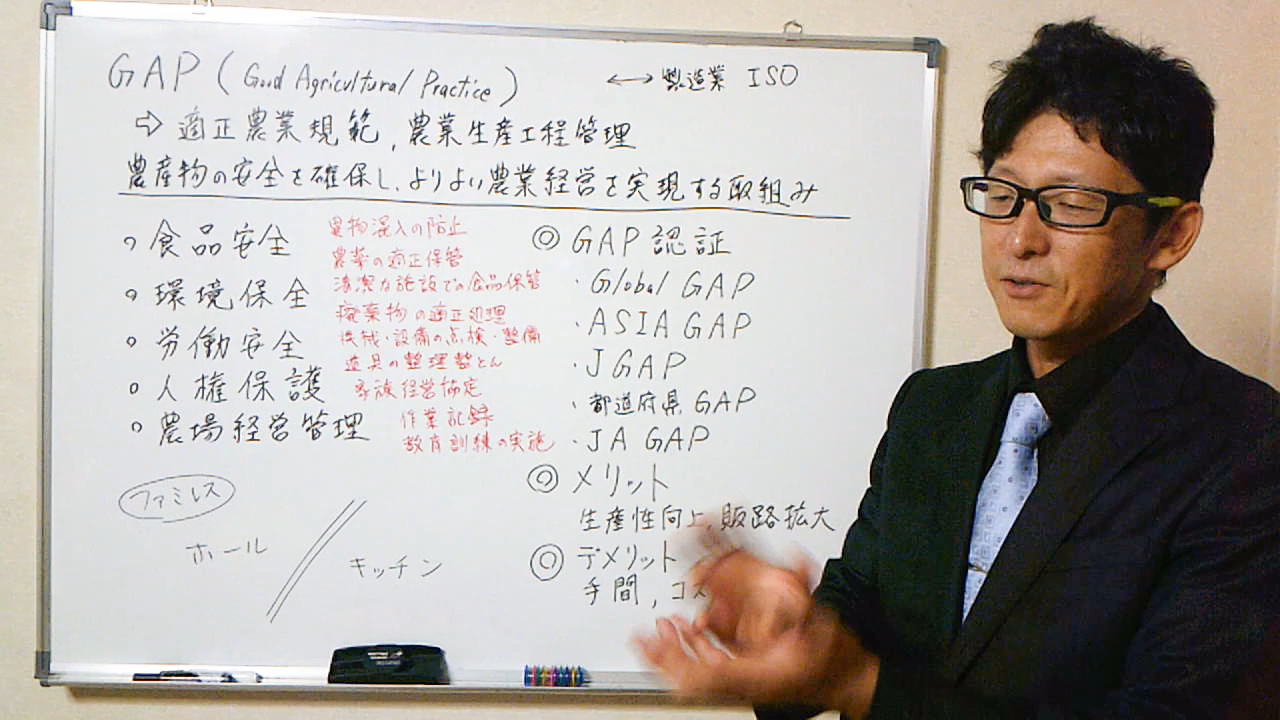 GAP (Good Agricultural Practice) ⟷ 製造業 ISO
⇨ 適正農業規範, 農業生産工程管理
農産物の安全を確保し、よりよい農業経営を実現する取組み
○ 食品安全
異物混入の防止
農薬の適正保管
清潔な施設での食品保管
○ 環境保全
廃棄物の適正処理
○ 労働安全
機械・設備の点検・整備
道具の整理整とん
○ 人権保護
家族経営協定
○ 農場経営管理
作業記録
教育訓練の実施
◎ GAP認証
・Global GAP
・ASIA GAP
・JGAP
・都道府県GAP
・JA GAP
◎ メリット
生産性向上, 販路拡大
◎ デメリット
手間, コス
ファミレス
ホール // キッチン